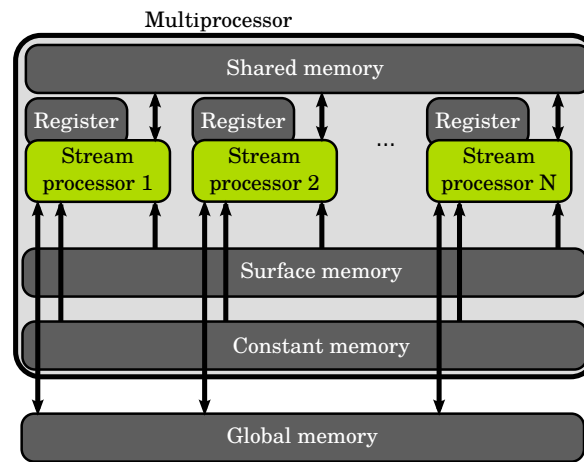 Multiprocessor
Shared memory
Register
Register
Register
...
Stream
processor 1
Stream
processor 2
Stream
processor N
Surface memory
Constant memory
Global memory